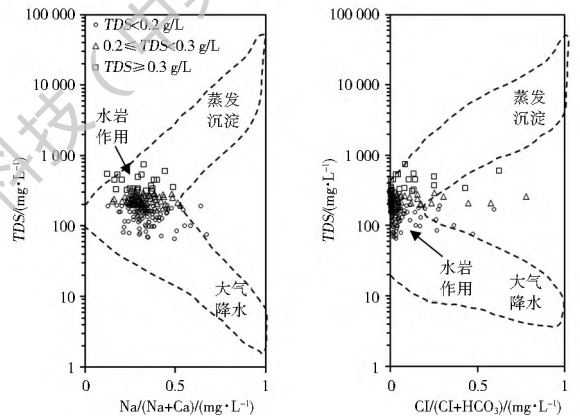 100 000
10 000
1 000
100
10
1
TDS/(mg·L⁻¹)
○ TDS<0.2 g/L
△ 0.2≤TDS<0.3 g/L
□ TDS≥0.3 g/L
水岩
作用
蒸发
沉淀
大气
降水
0
0.5
1
Na/(Na+Ca)/(mg·L⁻¹)
100 000
10 000
1 000
100
10
1
TDS/(mg·L⁻¹)
蒸发
沉淀
水岩
作用
大气
降水
0
0.5
1
Cl/(Cl+HCO₃)/(mg·L⁻¹)
科技(中